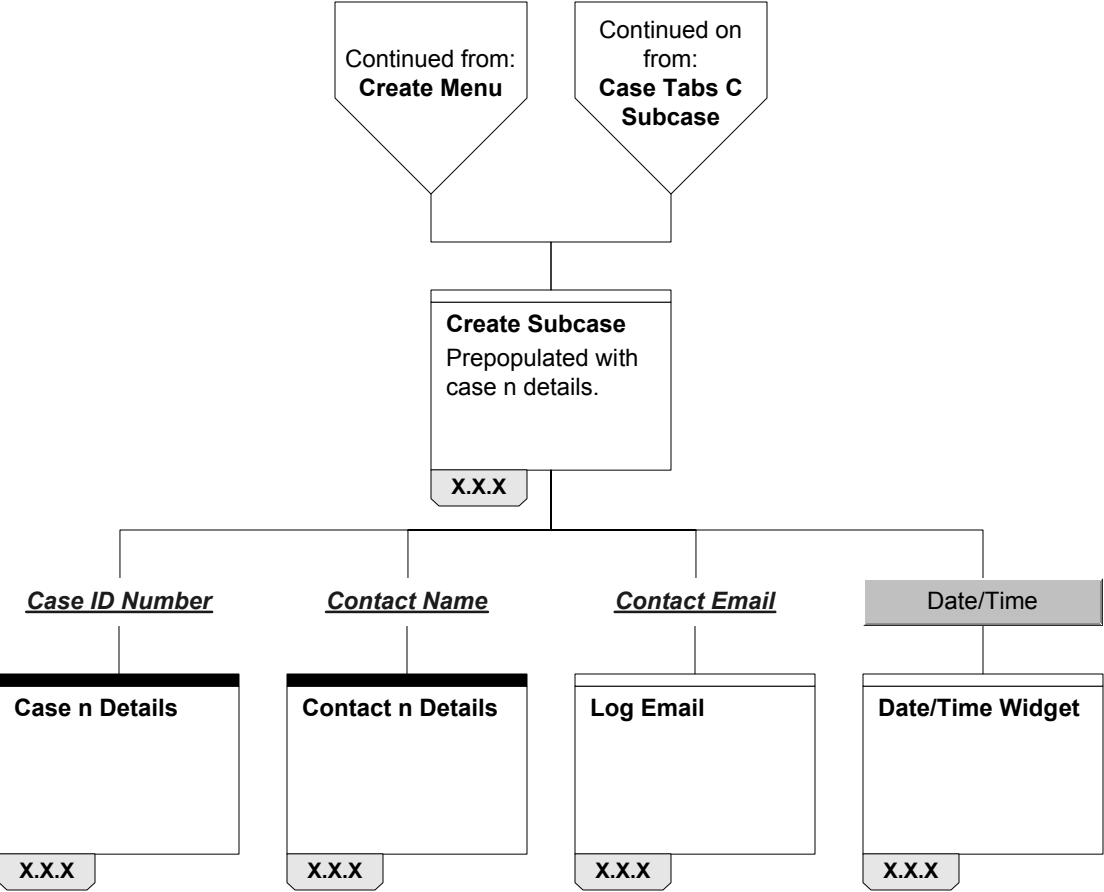 Continued from:
Create Menu
Continued on
from:
Case Tabs C
Subcase
Create Subcase
Prepopulated with
case n details.
X.X.X
Case ID Number
Contact Name
Contact Email
Date/Time
Case n Details
Contact n Details
Log Email
Date/Time Widget
X.X.X
X.X.X
X.X.X
X.X.X